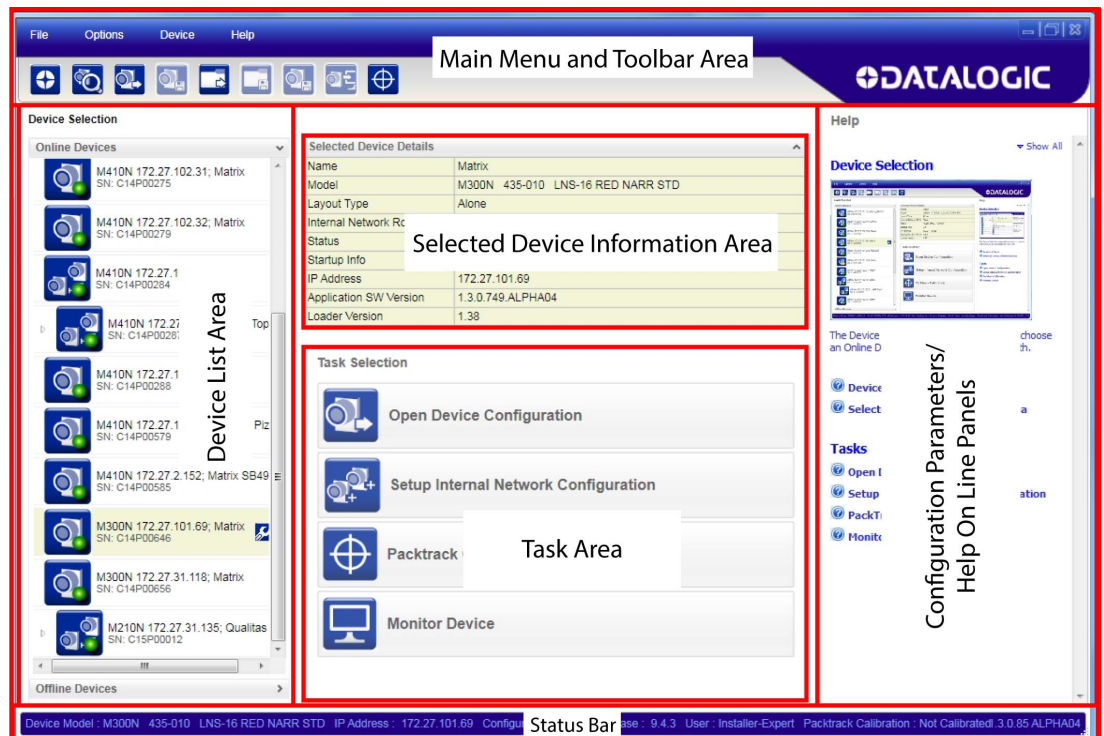 File Options Device Help
Main Menu and Toolbar Area
DATALOGIC
Device Selection
Online Devices
M410N 172.27.102.31; Matrix
SN: C14P00275
M410N 172.27.102.32; Matrix
SN: C14P00279
M410N 172.27.1
SN: C14P00284
M410N 172.27 Top
SN: C14P0028
M410N 172.27.1
SN: C14P00288
M410N 172.27.1 Piz
SN: C14P00579
M410N 172.27.2.152; Matrix SB49
SN: C14P00585
M300N 172.27.101.69; Matrix
SN: C14P00646
M300N 172.27.31.118; Matrix
SN: C14P00656
M210N 172.27.31.135; Qualitas
SN: C15P00012
Offline Devices
Device List Area
Selected Device Details
Name Matrix
Model M300N 435-010 LNS-16 RED NARR STD
Layout Type Alone
Internal Network Ro
Status
Startup Info
IP Address 172.27.101.69
Application SW Version 1.3.0.749.ALPHA04
Loader Version 1.38
Selected Device Information Area
Task Selection
Open Device Configuration
Setup Internal Network Configuration
Packtrack
Monitor Device
Task Area
Help
Show All
Device Selection
The Device choose
an Online D th.
Device
Select a
Tasks
Open
Setup ation
PackT
Monito
Configuration Parameters/
Help On Line Panels
Device Model : M300N 435-010 LNS-16 RED NARR STD IP Address : 172.27.101.69 Configu ase : 9.4.3 User : Installer-Expert Packtrack Calibration : Not Calibrated .3.0.85 ALPHA04
Status Bar